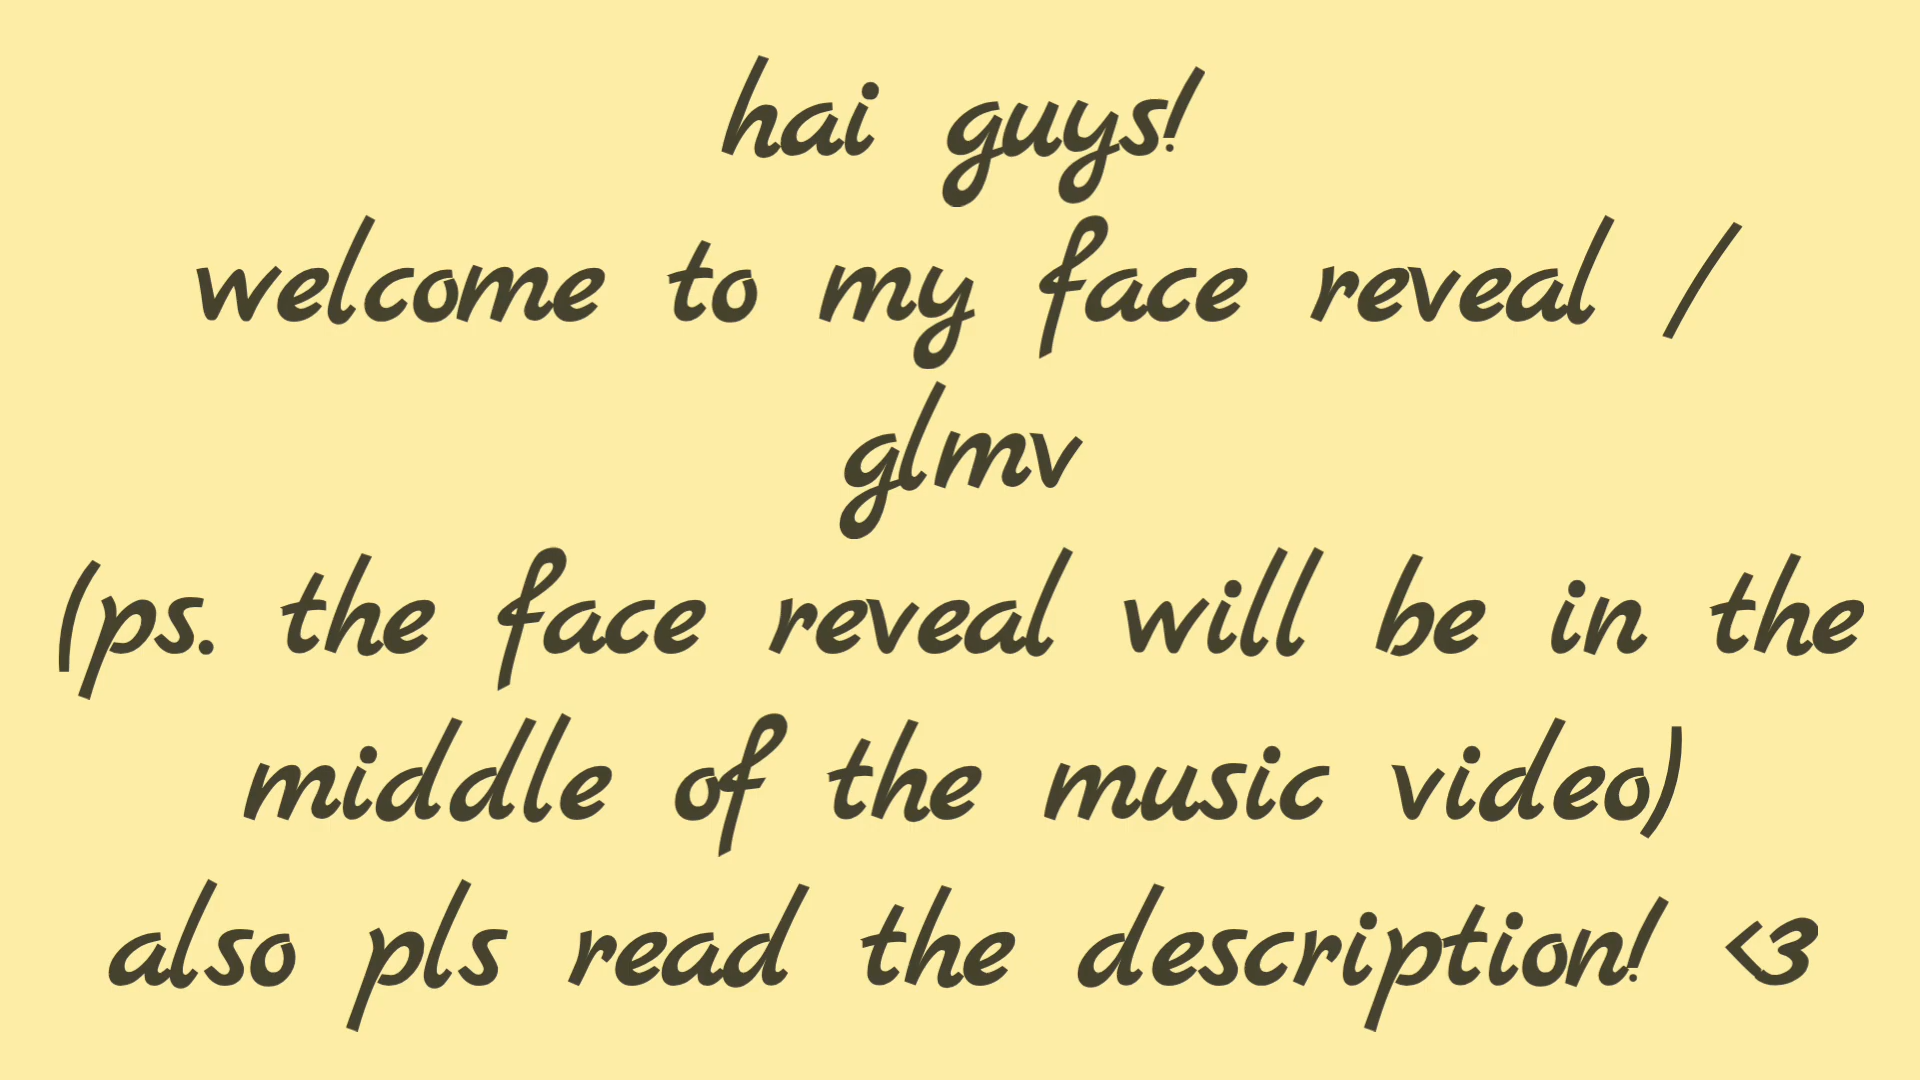 hai guys!
welcome to my face reveal /
glmv
(ps. the face reveal will be in the
middle of the music video)
also pls read the description! <3